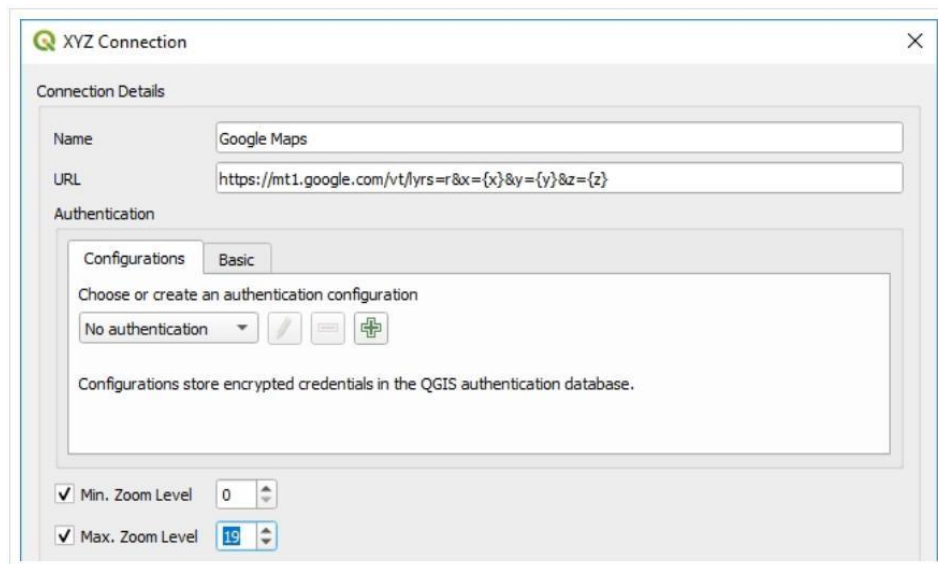 XYZ Connection
Connection Details
Name Google Maps
URL https://mt1.google.com/vt/lyrs=r&x={x}&y={y}&z={z}
Authentication
Configurations Basic
Choose or create an authentication configuration
No authentication
Configurations store encrypted credentials in the QGIS authentication database.
Min. Zoom Level 0
Max. Zoom Level 19